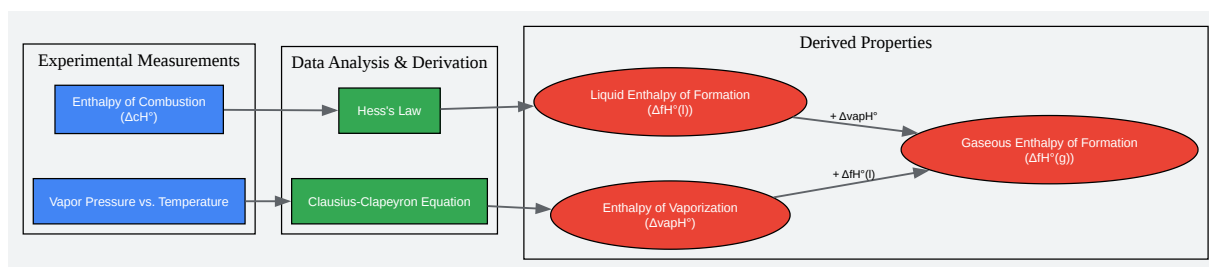 Experimental Measurements
Enthalpy of Combustion
(ΔcH°)
Vapor Pressure vs. Temperature
Data Analysis & Derivation
Hess's Law
Clausius-Clapeyron Equation
Derived Properties
Liquid Enthalpy of Formation
(ΔfH°(l))
+ ΔvapH°
Enthalpy of Vaporization
(ΔvapH°)
+ ΔfH°(l)
Gaseous Enthalpy of Formation
(ΔfH°(g))